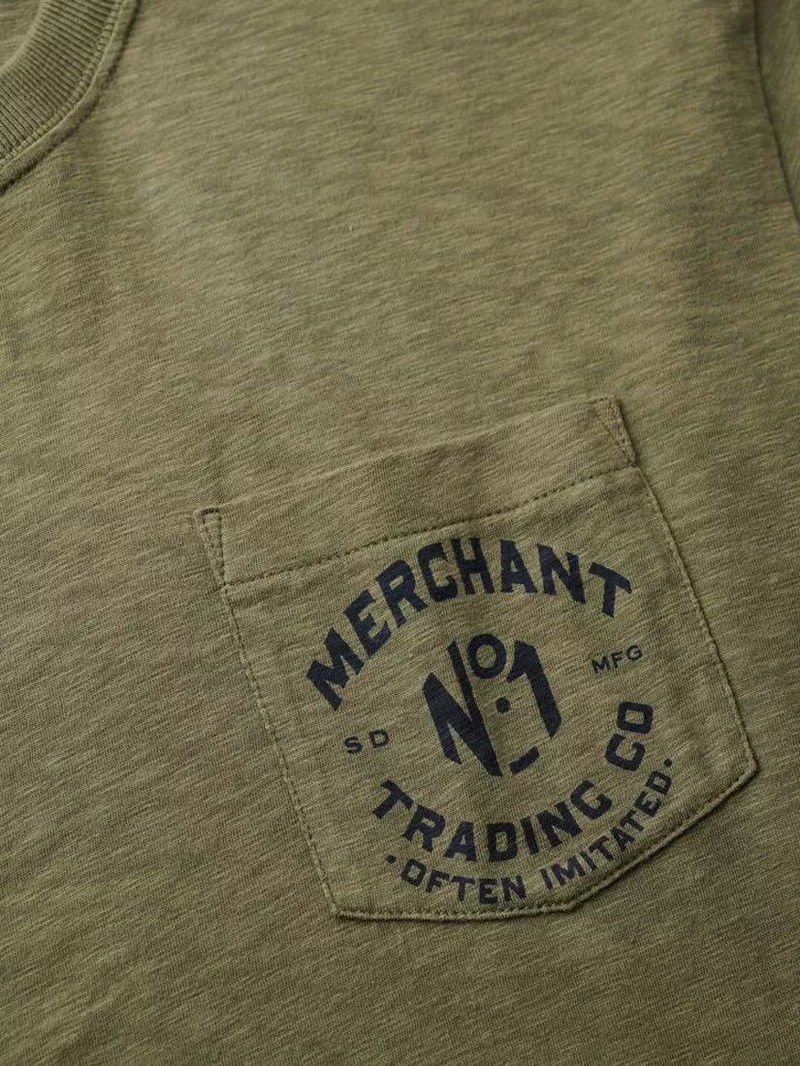 MERCHANT
Nº1
SD
MFG
TRADING CO
·OFTEN IMITATED·